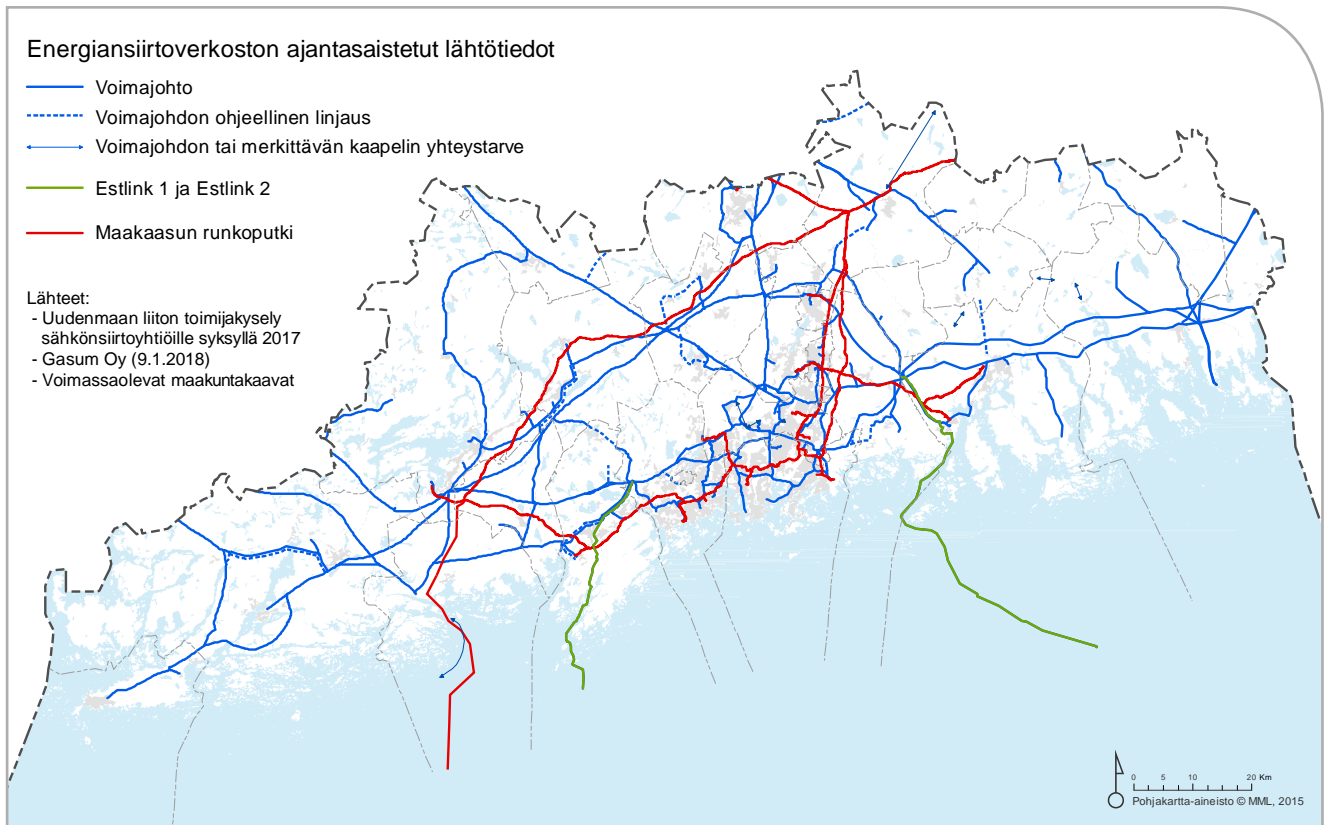 Energiansiirtoverkoston ajantasaistetut lähtötiedot
Voimajohto
Voimajohdon ohjeellinen linjaus
Voimajohdon tai merkittävän kaapelin yhteystarve
Estlink 1 ja Estlink 2
Maakaasun runkoputki
Lähteet:
- Uudenmaan liiton toimijakysely
sähkönsiirtoyhtiöille syksyllä 2017
- Gasum Oy (9.1.2018)
- Voimassaolevat maakuntakaavat
0 5 10 20 Km
Pohjakartta-aineisto © MML, 2015